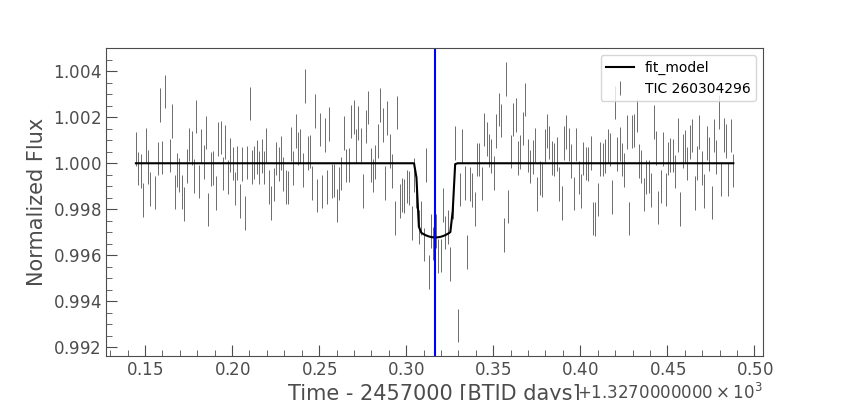 1.004
1.002
1.000
0.998
0.996
0.994
0.992
Normalized Flux
fit_model
TIC 260304296
0.15 0.20 0.25 0.30 0.35 0.40 0.45 0.50
Time - 2457000 [BTJD days]
+1.3270000000 × 10³